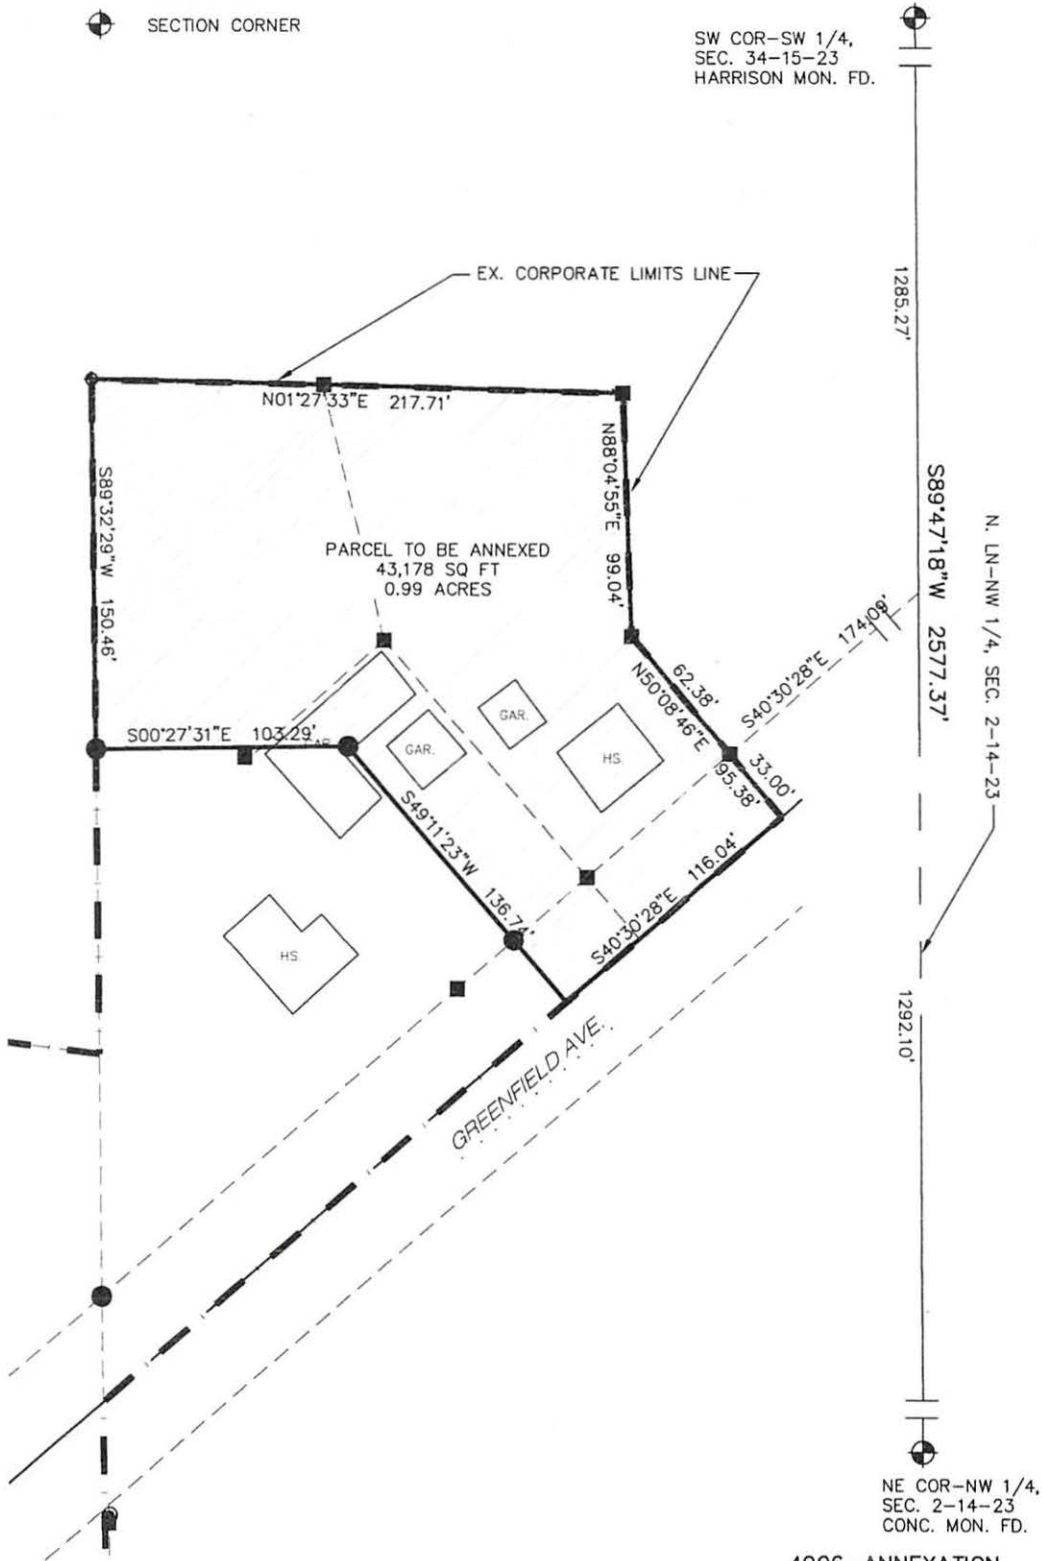 SECTION CORNER
SW COR-SW 1/4,
SEC. 34-15-23
HARRISON MON. FD.
1285.27'
EX. CORPORATE LIMITS LINE
N01°27'33"E 217.71'
N88°04'55"E 99.04'
S89°32'29"W 150.46'
S89°47'18"W 2577.37'
N. LN-NW 1/4, SEC. 2-14-23
PARCEL TO BE ANNEXED
43,178 SQ FT
0.99 ACRES
174.09'
S40°30'28"E
62.38'
N50°08'46"E
95.38'
33.00'
S00°27'31"E 103.29'
GAR.
GAR.
HS.
S49°11'23"W 136.74'
S40°30'28"E 116.04'
HS.
1292.10'
GREENFIELD AVE.
NE COR-NW 1/4,
SEC. 2-14-23
CONC. MON. FD.